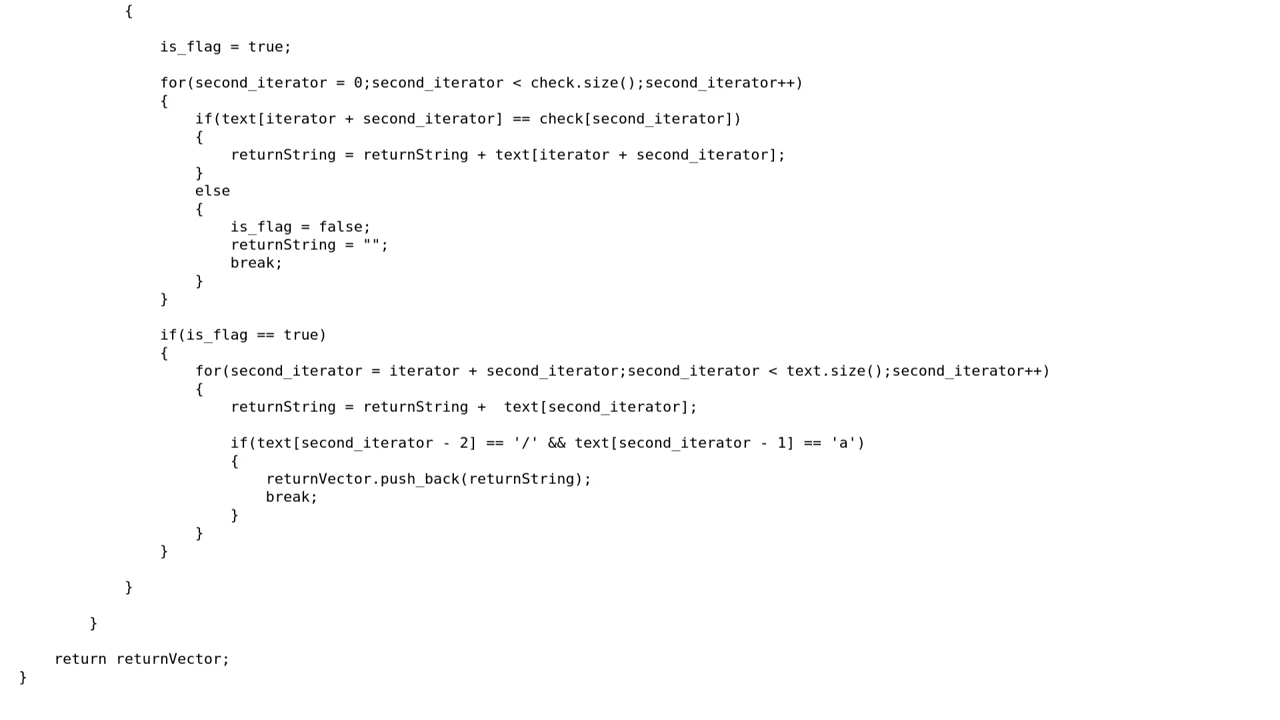 {
is_flag = true;
for(second_iterator = 0;second_iterator < check.size();second_iterator++)
{
if(text[iterator + second_iterator] == check[second_iterator])
{
returnString = returnString + text[iterator + second_iterator];
}
else
{
is_flag = false;
returnString = "";
break;
}
}
if(is_flag == true)
{
for(second_iterator = iterator + second_iterator;second_iterator < text.size();second_iterator++)
{
returnString = returnString +  text[second_iterator];
if(text[second_iterator - 2] == '/' && text[second_iterator - 1] == 'a')
{
returnVector.push_back(returnString);
break;
}
}
}
}
}
return returnVector;
}